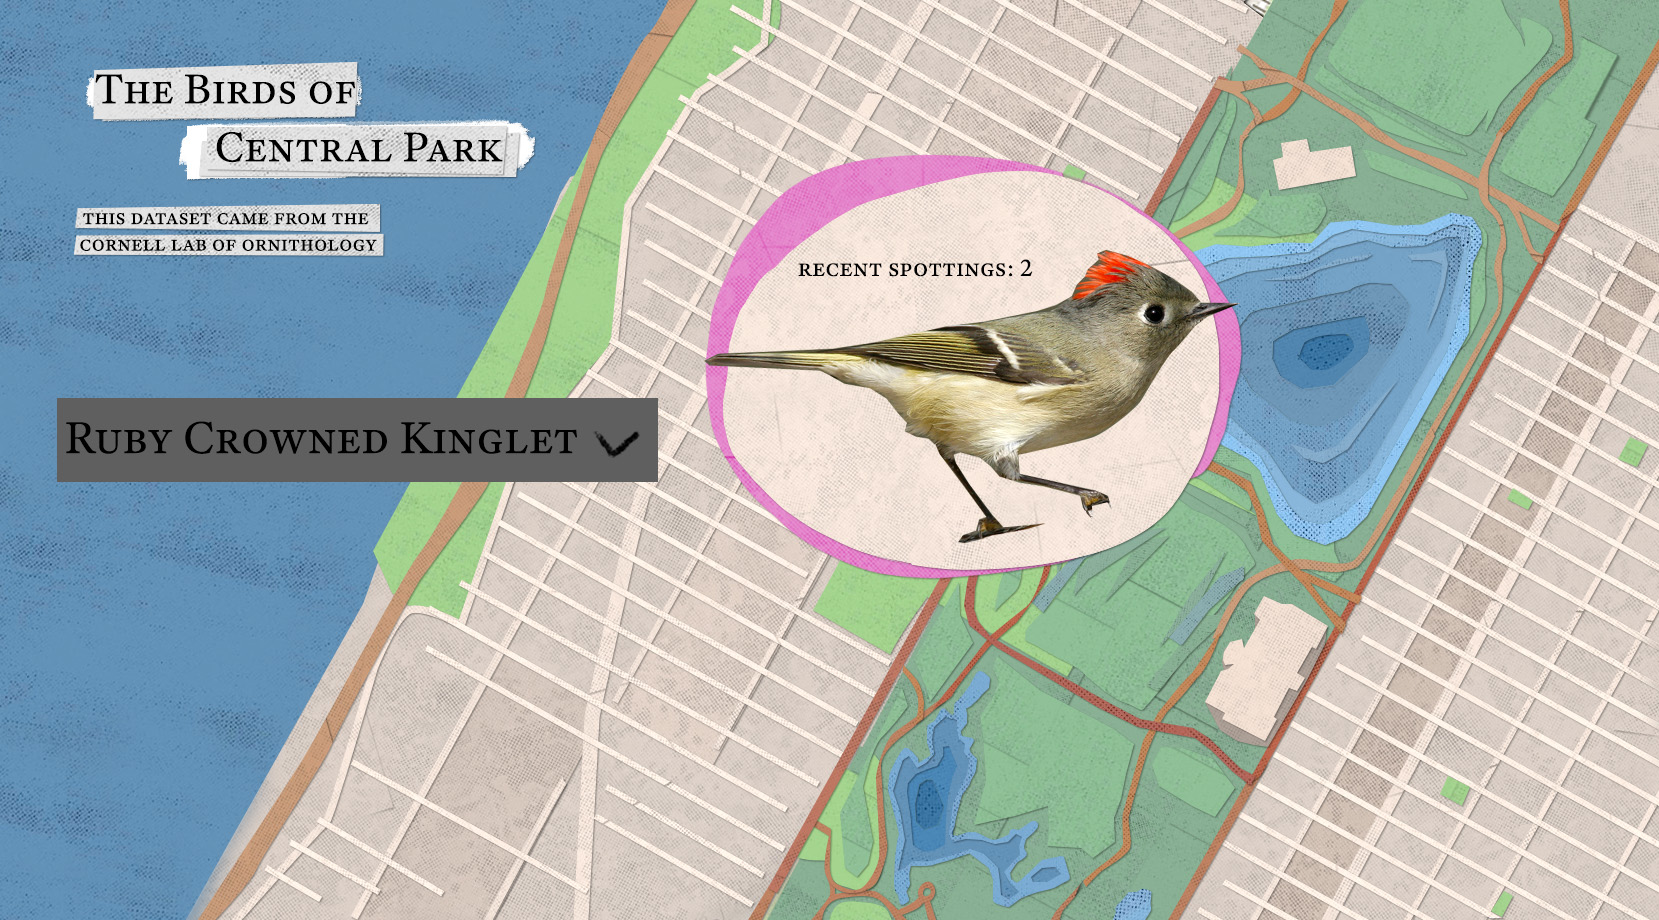 The Birds of
Central Park
this dataset came from the
Cornell Lab of Ornithology
Recent Spottings: 2
Ruby Crowned Kinglet